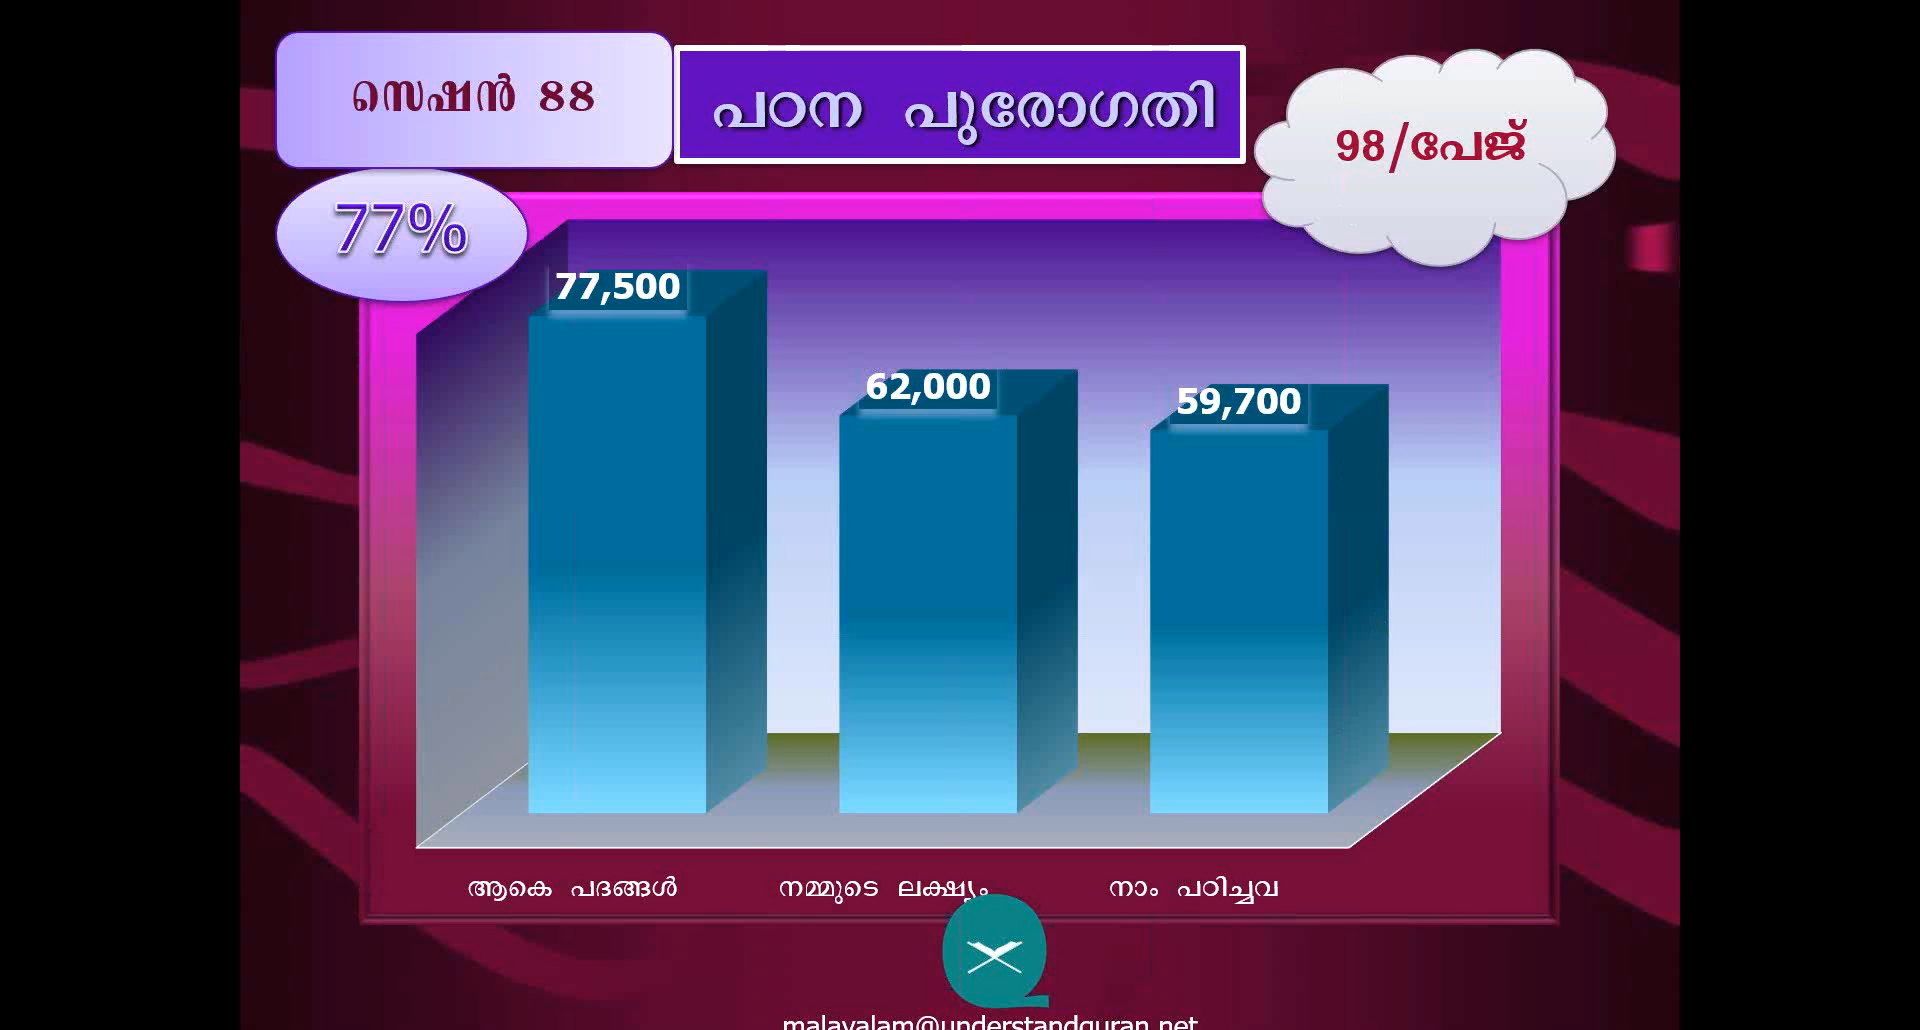 സെഷൻ 88
പഠന പുരോഗതി
98/പേജ്
77%
77,500
62,000
59,700
ആകെ പദങ്ങൾ
നമ്മുടെ ലക്ഷ്യം
നാം പഠിച്ചവ
malayalam@understandquran.net